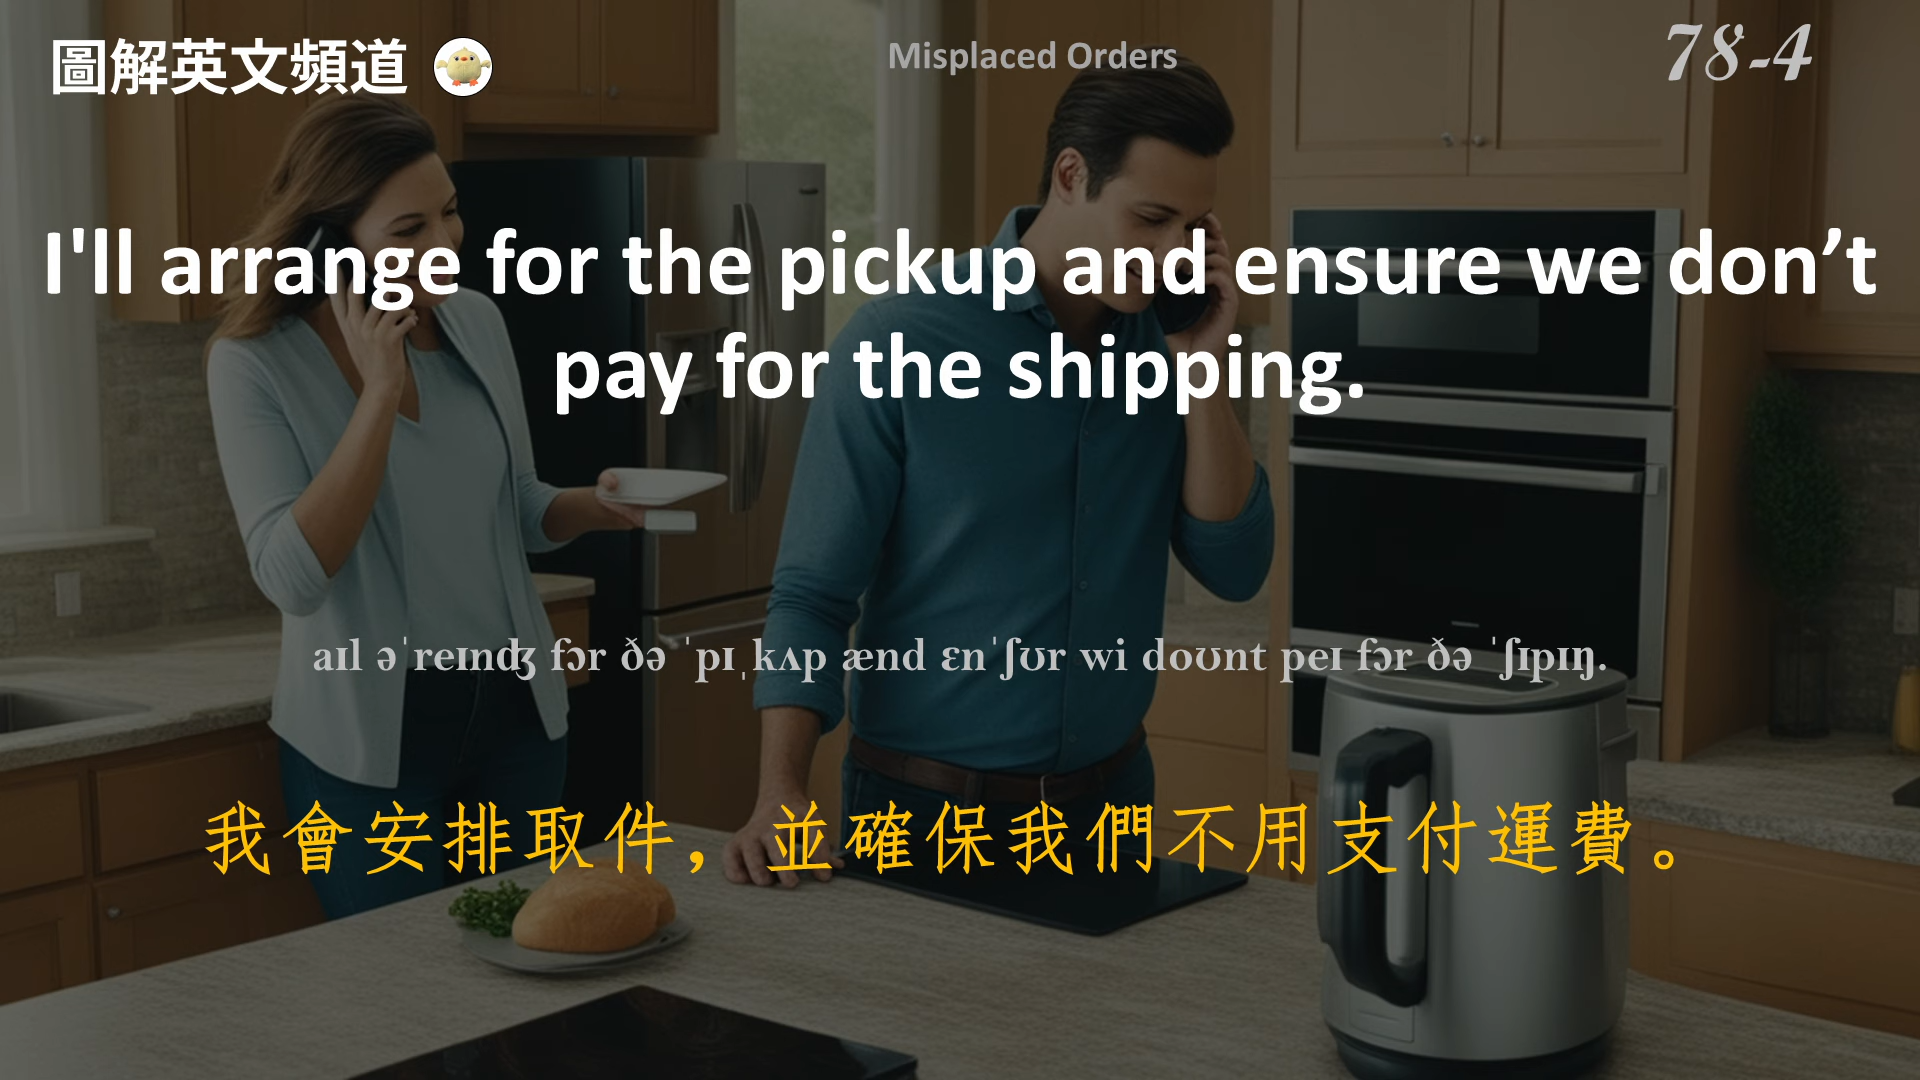 圖解英文頻道
Misplaced Orders
78-4
I'll arrange for the pickup and ensure we don’t
pay for the shipping.
aɪl əˈreɪnʤ fɔr ðə ˈpɪˌkʌp ænd ɛnˈʃʊr wi doʊnt peɪ fɔr ðə ˈʃɪpɪŋ.
我會安排取件，並確保我們不用支付運費。